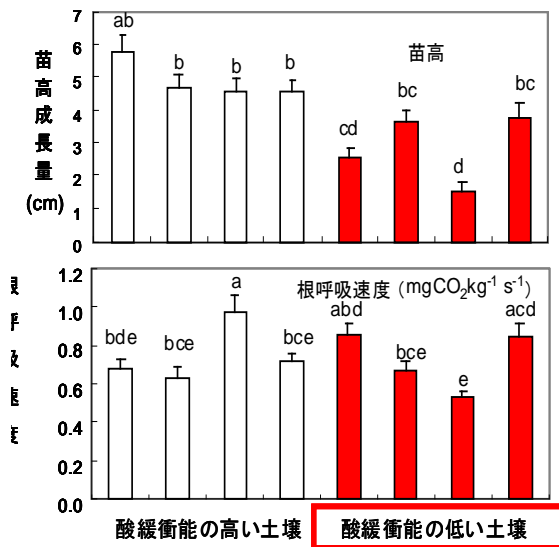 苗高成長量
(cm)
7
6
5
4
3
2
1
0
苗高
ab
b
b
b
cd
bc
d
bc
1.2
1.0
0.8
0.6
0.4
0.2
0.0
根呼吸速度 (mgCO₂kg⁻¹ s⁻¹)
bde
bce
a
bce
abd
bce
e
acd
酸緩衝能の高い土壌
酸緩衝能の低い土壌